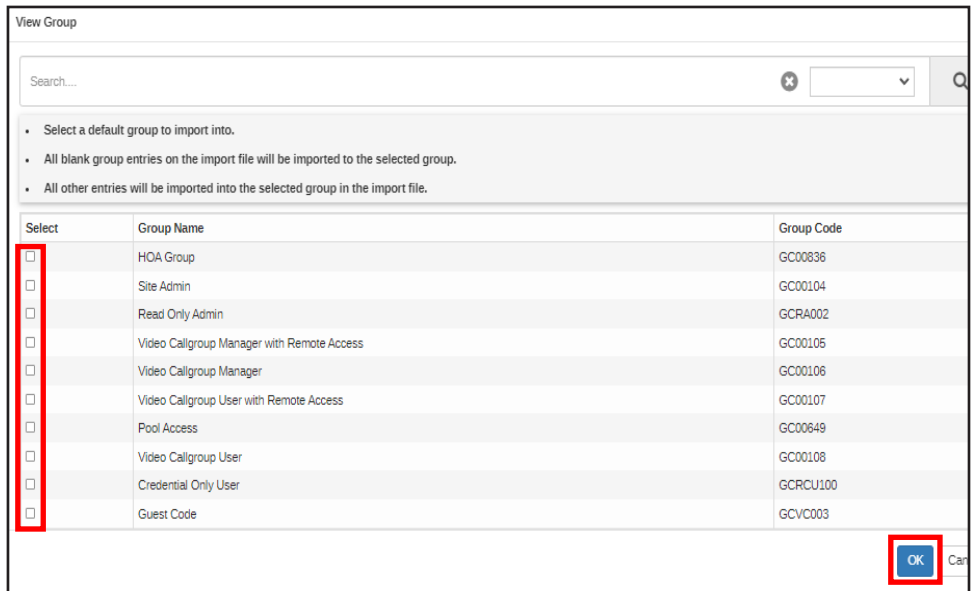 View Group
Search....
• Select a default group to import into.
• All blank group entries on the import file will be imported to the selected group.
• All other entries will be imported into the selected group in the import file.
Select Group Name Group Code
HOA Group GC00836
Site Admin GC00104
Read Only Admin GCRA002
Video Callgroup Manager with Remote Access GC00105
Video Callgroup Manager GC00106
Video Callgroup User with Remote Access GC00107
Pool Access GC00649
Video Callgroup User GC00108
Credential Only User GCRCU100
Guest Code GCVC003
OK Can